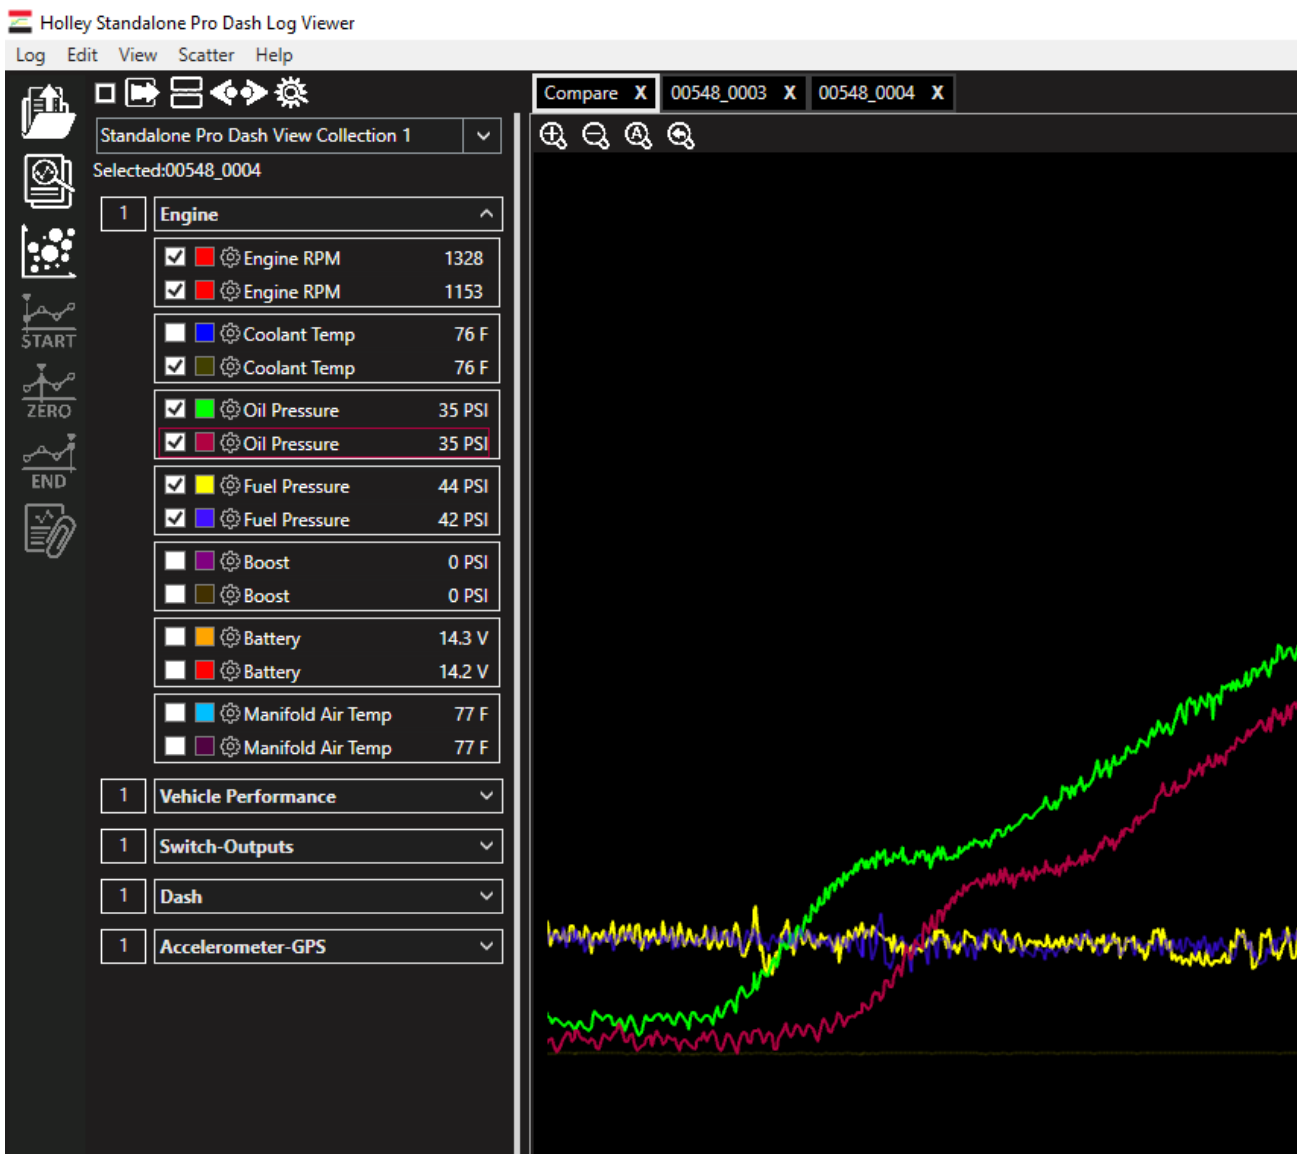 Holley Standalone Pro Dash Log Viewer
Log Edit View Scatter Help
Compare X 00548_0003 X 00548_0004 X
Standalone Pro Dash View Collection 1
Selected:00548_0004
1 Engine
Engine RPM 1328
Engine RPM 1153
Coolant Temp 76 F
Coolant Temp 76 F
Oil Pressure 35 PSI
Oil Pressure 35 PSI
Fuel Pressure 44 PSI
Fuel Pressure 42 PSI
Boost 0 PSI
Boost 0 PSI
Battery 14.3 V
Battery 14.2 V
Manifold Air Temp 77 F
Manifold Air Temp 77 F
1 Vehicle Performance
1 Switch-Outputs
1 Dash
1 Accelerometer-GPS
START
ZERO
END
A